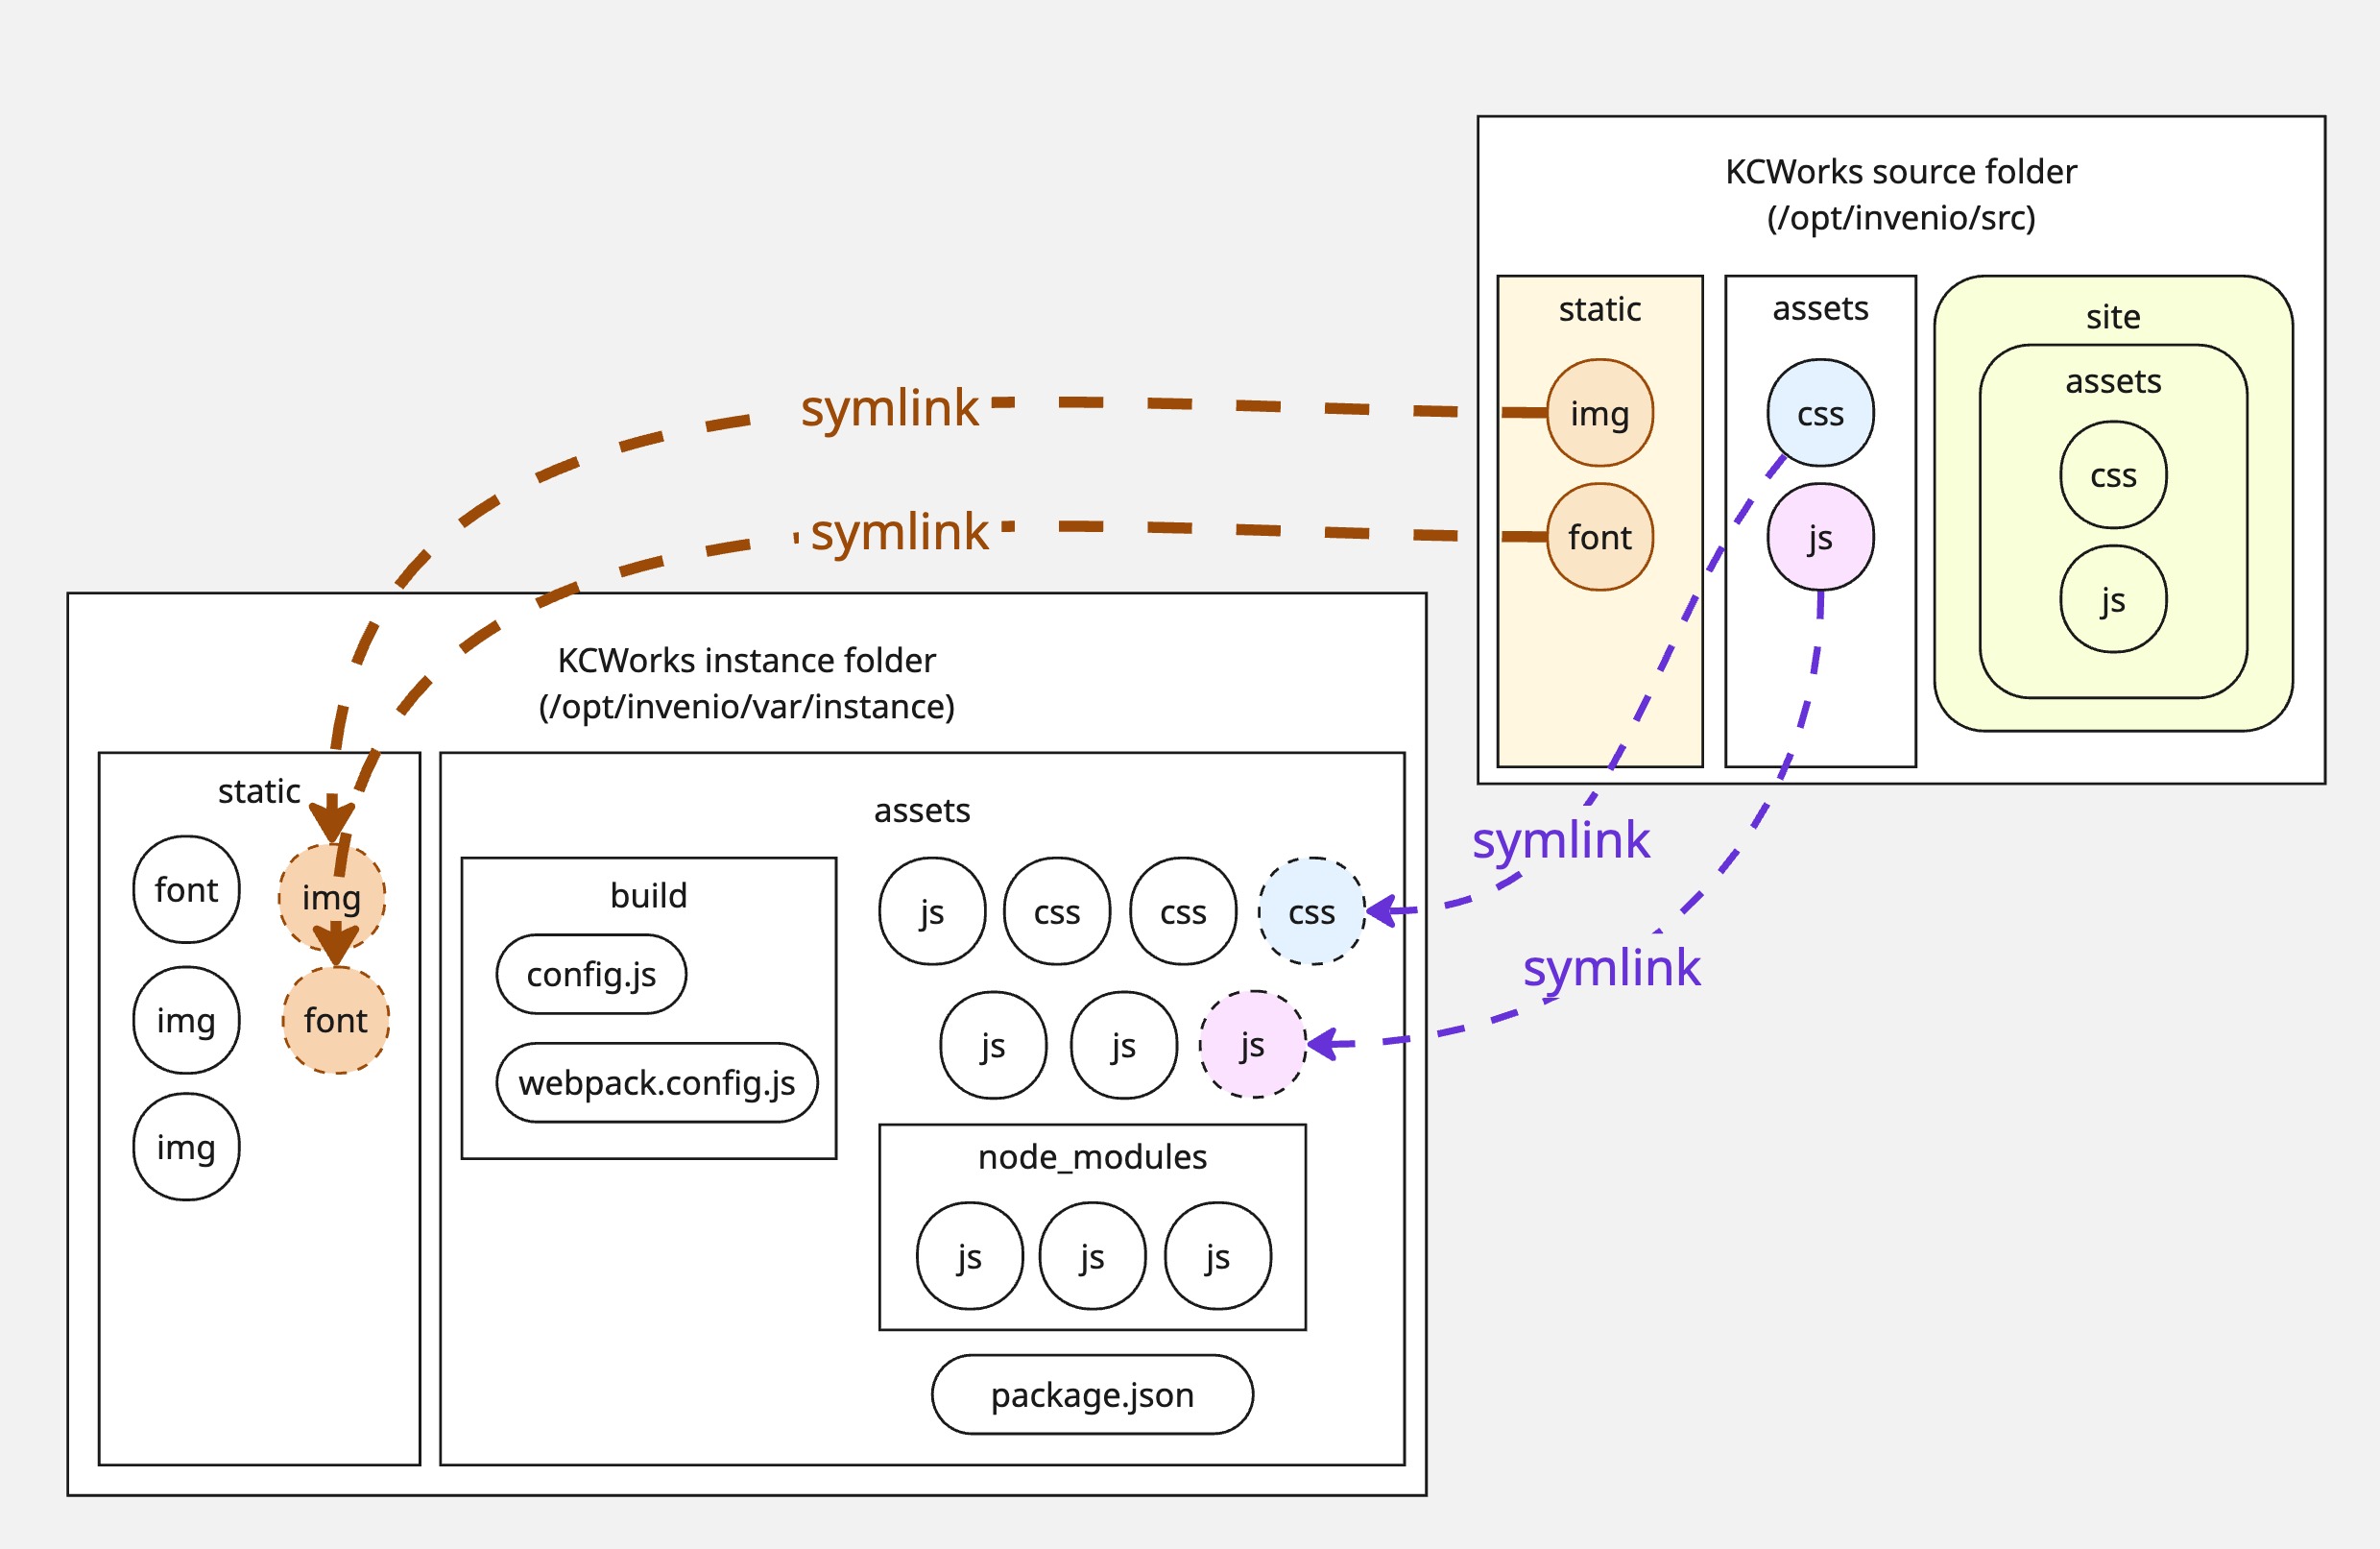 KCWorks source folder
(/opt/invenio/src)
static
img
font
assets
css
js
site
assets
css
js
symlink
symlink
symlink
symlink
KCWorks instance folder
(/opt/invenio/var/instance)
static
font
img
img
font
img
assets
build
config.js
webpack.config.js
js
css
css
css
js
js
js
node_modules
js
js
js
package.json